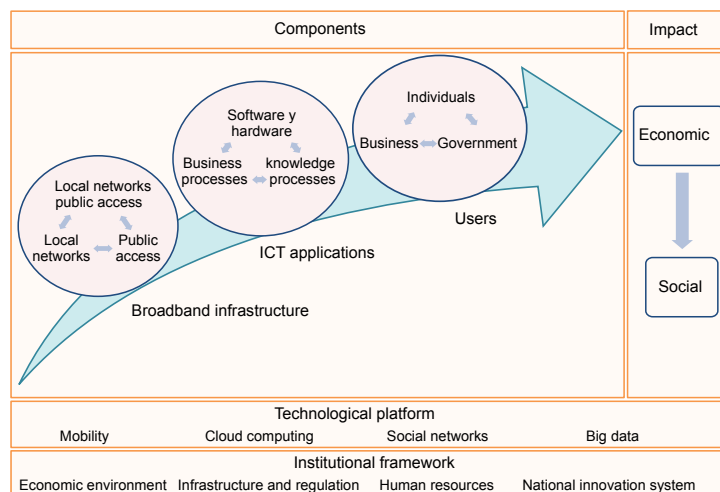 Components
Impact
Individuals
Business
Government
Software y
hardware
Business
processes
knowledge
processes
Local networks
public access
Local
networks
Public
access
Users
ICT applications
Broadband infrastructure
Economic
Social
Technological platform
Mobility
Cloud computing
Social networks
Big data
Institutional framework
Economic environment
Infrastructure and regulation
Human resources
National innovation system